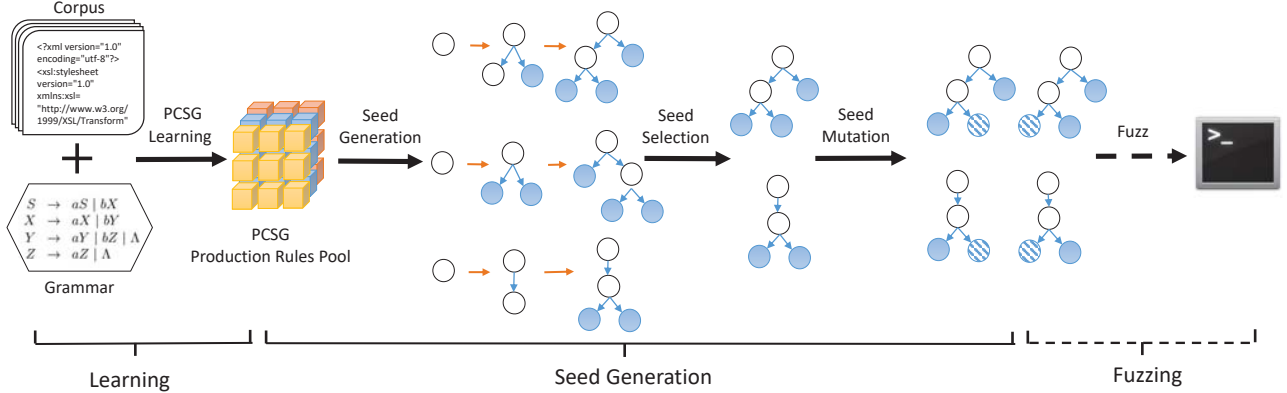 Corpus
<?xml version="1.0"
encoding="utf-8"?>
<xsl:stylesheet
version="1.0"
xmlns:xsl=
"http://www.w3.org/
1999/XSL/Transform"
S → aS | bX
X → aX | bY
Y → aY | bZ | Λ
Z → aZ | Λ
Grammar
PCSG
Learning
PCSG
Production Rules Pool
Seed
Generation
Seed
Selection
Seed
Mutation
Fuzz
>_
Learning
Seed Generation
Fuzzing